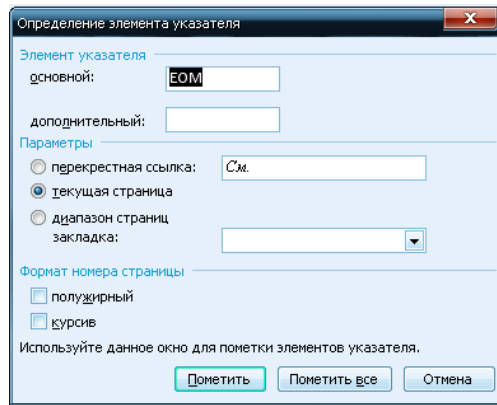 Определение элемента указателя
Элемент указателя
основной: EOM
дополнительный:
Параметры
перекрестная ссылка: См.
текущая страница
диапазон страниц
закладка:
Формат номера страницы
полужирный
курсив
Используйте данное окно для пометки элементов указателя.
Пометить Пометить все Отмена